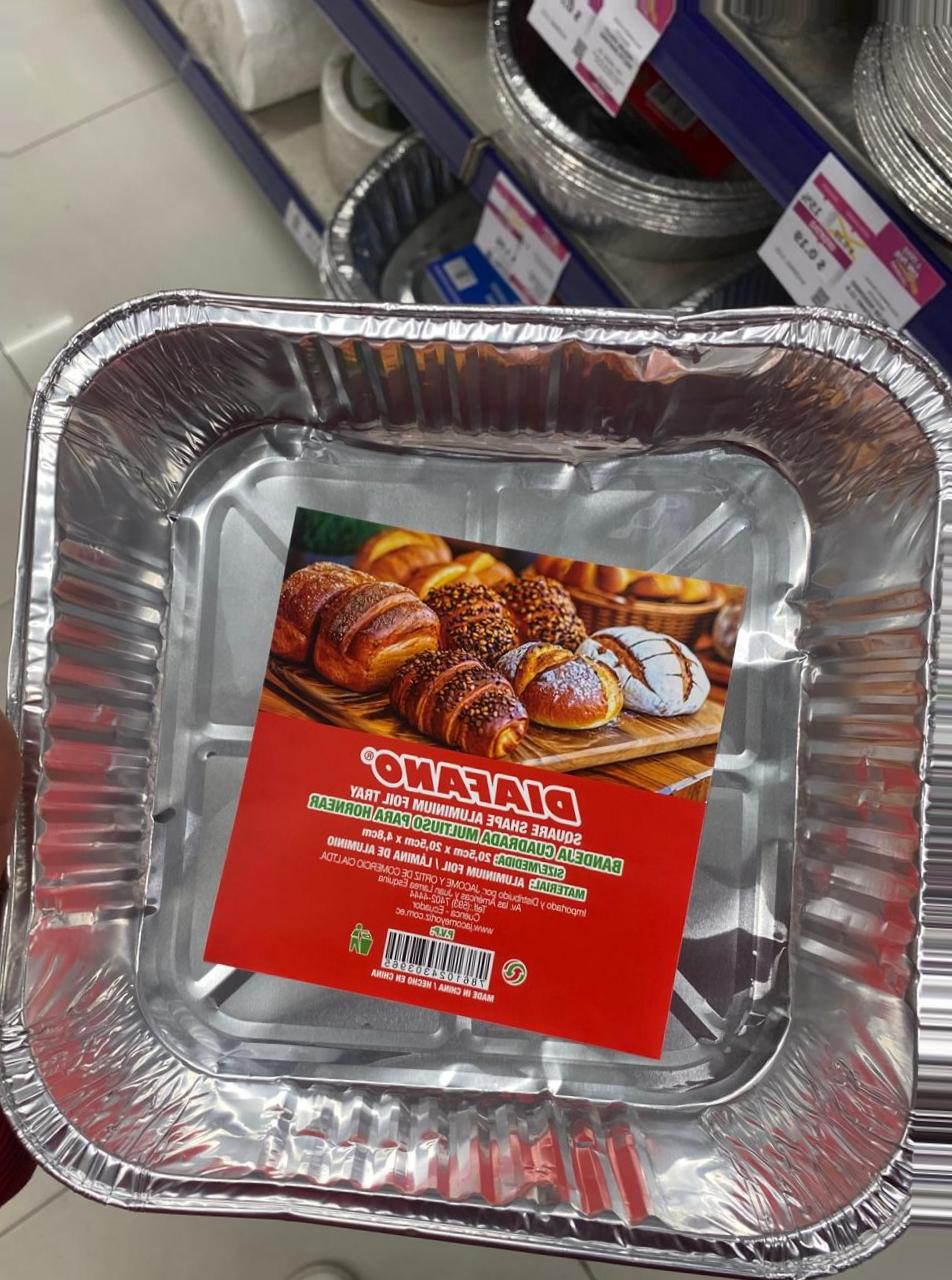 DIAFANO®
SQUARE SHAPE ALUMINIUM FOIL TRAY
BANDEJA CUADRADA MULTIUSO PARA HORNEAR
SIZE/MEDIDA: 20,5cm x 20,5cm x 4,8cm
MATERIAL: ALUMINIUM FOIL / LÁMINA DE ALUMINIO
Importado y Distribuido por: JACOME Y ORTIZ COMERCIO CIA.LTDA.
Av. las Américas y Juan Larrea Esquina
Telf.:(593) 7402-4444
Cuenca - Ecuador
www.jacomeyortiz.com.ec
P.V.P.:
7861024303965
MADE IN CHINA / HECHO EN CHINA